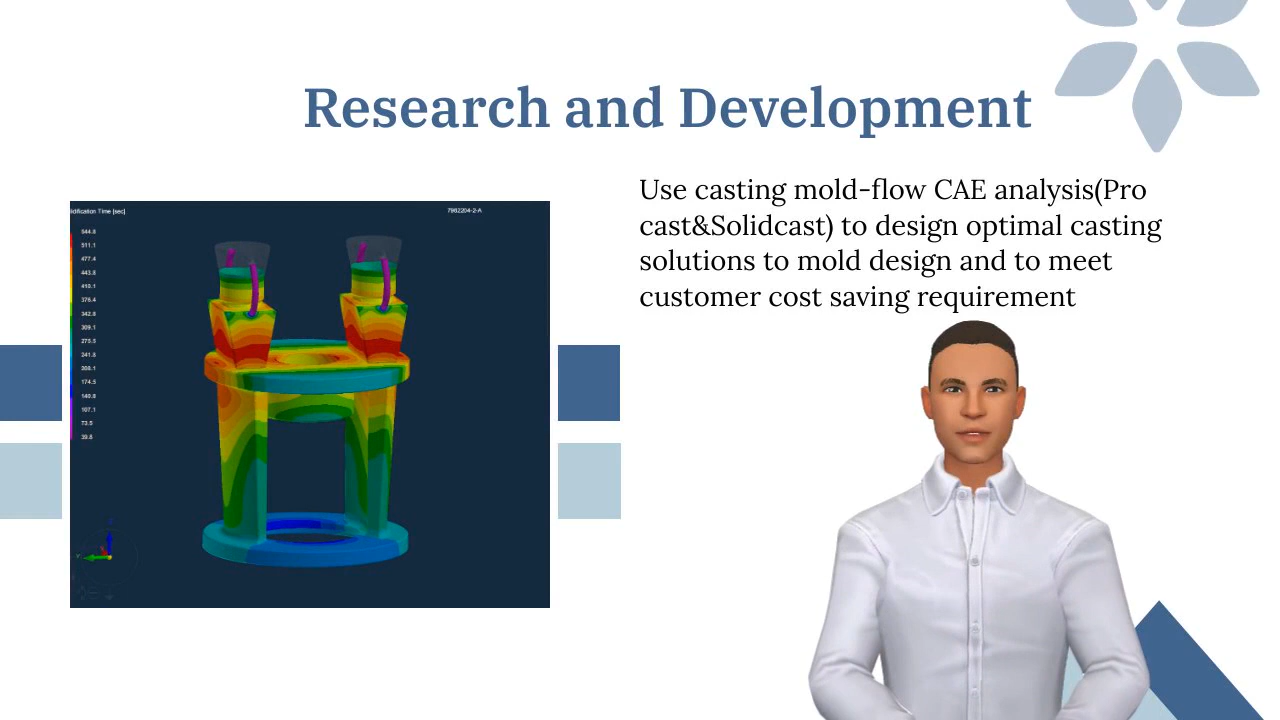 Research and Development
Use casting mold-flow CAE analysis(Pro
cast&Solidcast) to design optimal casting
solutions to mold design and to meet
customer cost saving requirement
lidification Time [sec]
7962204-2-A
544.8
511.1
477.4
443.8
410.1
376.4
342.8
309.1
275.5
241.8
208.1
174.5
140.8
107.1
73.5
39.8
Y